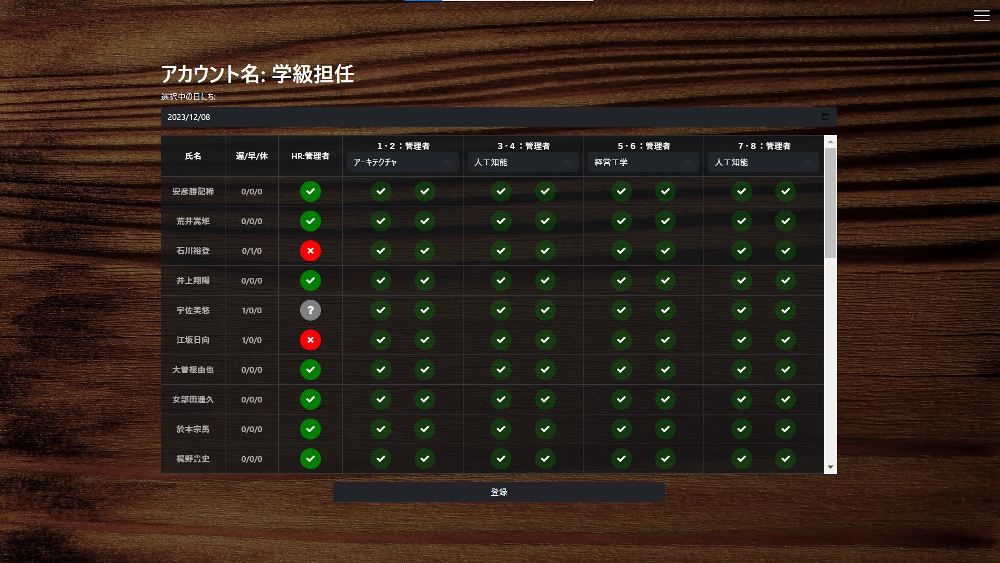 アカウント名: 学級担任
選択中の日にち:
2023/12/08
氏名 遅/早/休 HR:管理者 1・2 : 管理者 3・4 : 管理者 5・6 : 管理者 7・8 : 管理者
アーキテクチャ 人工知能 経営工学 人工知能
安彦勝記稀 0/0/0
荒井嵩矩 0/0/0
石川裕登 0/1/0
井上翔陽 0/0/0
宇佐美悠 1/0/0
江坂日向 1/0/0
大曽根由也 0/0/0
女部田遥久 0/0/0
於本宗馬 0/0/0
梶野貴史 0/0/0
登録